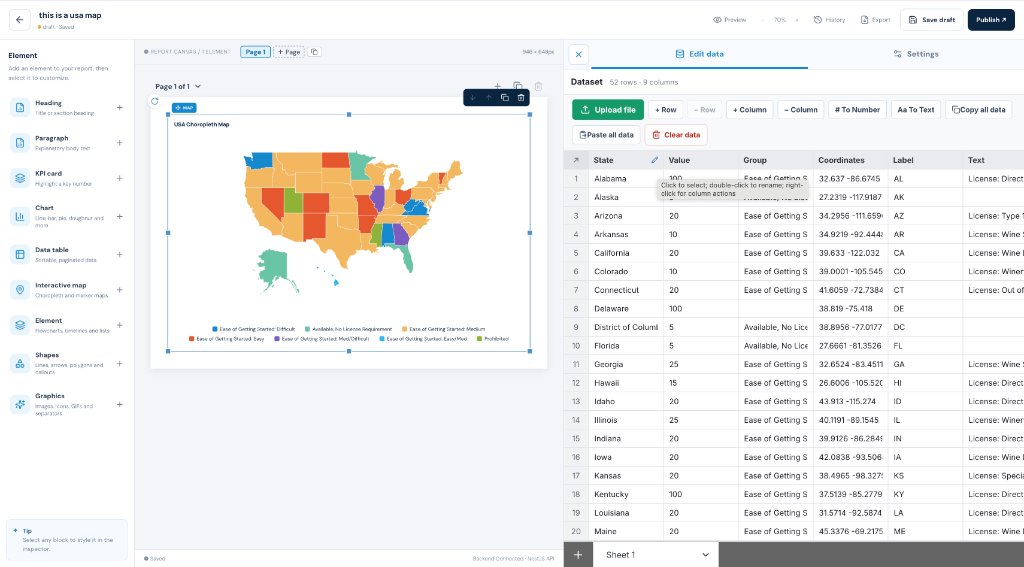 this is a usa map
draft · Saved
Preview
- 70% +
History
Export
Save draft
Publish ↗
Element
Add an element to your report, then
select it to customize.
Heading
Title or section heading
+
Paragraph
Explanatory body text
+
KPI card
Highlight a key number
+
Chart
Line, bar, pie, doughnut and
more
+
Data table
Sortable, paginated data
+
Interactive map
Choropleth and marker maps
+
Element
Flowcharts, timelines and lists
+
Shapes
Lines, arrows, polygons and
callouts
+
Graphics
Images, icons, GIFs and
separators
+
Tip
Select any block to style it in the
inspector.
REPORT CANVAS / 1 ELEMENT
Page 1
+ Page
Page 1 of 1
MAP
USA Choropleth Map
Ease of Getting Started: Difficult
Available, No License Requirement
Ease of Getting Started: Medium
Ease of Getting Started: Easy
Ease of Getting Started: Med/Difficult
Ease of Getting Started: Easy/Med
Prohibited
Saved
Backend Connected · NestJS API
Edit data
Settings
Dataset 52 rows · 9 columns
Upload file
+ Row
− Row
+ Column
− Column
# To Number
Aa To Text
Copy all data
Paste all data
Clear data
State Value Group Coordinates Label Text
Click to select; double-click to rename; right-
click for column actions
1 Alabama 100 Ease of Getting S 32.637 -86.6745 AL License: Direct
2 Alaska 27.2319 -117.9187 AK
3 Arizona 20 Ease of Getting S 34.2956 -111.659 AZ License: Type 1
4 Arkansas 10 Ease of Getting S 34.9219 -92.444 AR License: Direct
5 California 20 Ease of Getting S 39.633 -122.032 CA License: Wine
6 Colorado 10 Ease of Getting S 39.0001 -105.545 CO License: Wine
7 Connecticut 20 Ease of Getting S 41.6059 -72.7384 CT License: Out of
8 Delaware 100 38.819 -75.418 DE
9 District of Columl 5 Available, No Lice 38.8956 -77.0177 DC
10 Florida 5 Available, No Lice 27.6661 -81.3526 FL
11 Georgia 25 Ease of Getting S 32.6524 -83.4511 GA License: Wine
12 Hawaii 15 Ease of Getting S 26.6006 -105.520 HI License: Direct
13 Idaho 20 Ease of Getting S 43.913 -115.274 ID License: Direct
14 Illinois 25 Ease of Getting S 40.1191 -89.1545 IL License: Wine
15 Indiana 20 Ease of Getting S 39.9126 -86.284 IN License: Direct
16 Iowa 20 Ease of Getting S 42.0838 -93.506 IA License: Wine
17 Kansas 20 Ease of Getting S 38.4965 -98.327 KS License: Specia
18 Kentucky 100 Ease of Getting S 37.5139 -85.2779 KY License: Direct
19 Louisiana 20 Ease of Getting S 31.5714 -92.5874 LA License: Direct
20 Maine 20 Ease of Getting S 45.3376 -69.2175 ME License: Wine
+ Sheet 1